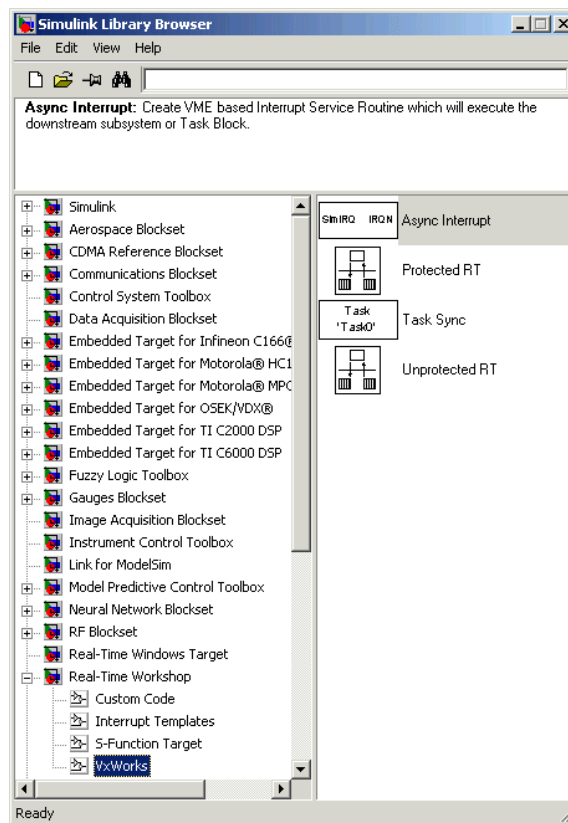 Simulink Library Browser
File Edit View Help
Async Interrupt: Create VME based Interrupt Service Routine which will execute the
downstream subsystem or Task Block.
Simulink
Aerospace Blockset
CDMA Reference Blockset
Communications Blockset
Control System Toolbox
Data Acquisition Blockset
Embedded Target for Infineon C166®
Embedded Target for Motorola® HC1
Embedded Target for Motorola® MPC
Embedded Target for OSEK/VDX®
Embedded Target for TI C2000 DSP
Embedded Target for TI C6000 DSP
Fuzzy Logic Toolbox
Gauges Blockset
Image Acquisition Blockset
Instrument Control Toolbox
Link for ModelSim
Model Predictive Control Toolbox
Neural Network Blockset
RF Blockset
Real-Time Windows Target
Real-Time Workshop
Custom Code
Interrupt Templates
S-Function Target
VxWorks
SimIRQ IRQN Async Interrupt
Protected RT
Task
'Task0'
Task Sync
Unprotected RT
Ready